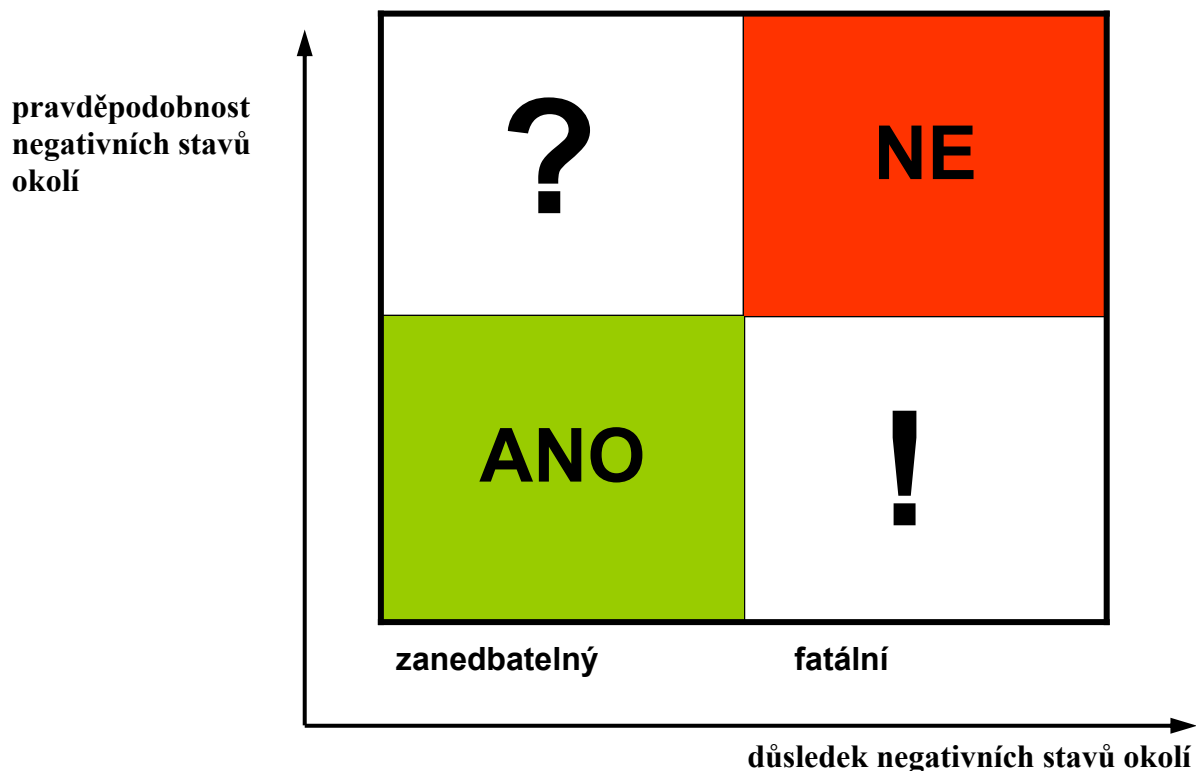 pravděpodobnost
negativních stavů
okolí
?
NE
ANO
!
zanedbatelný
fatální
důsledek negativních stavů okolí